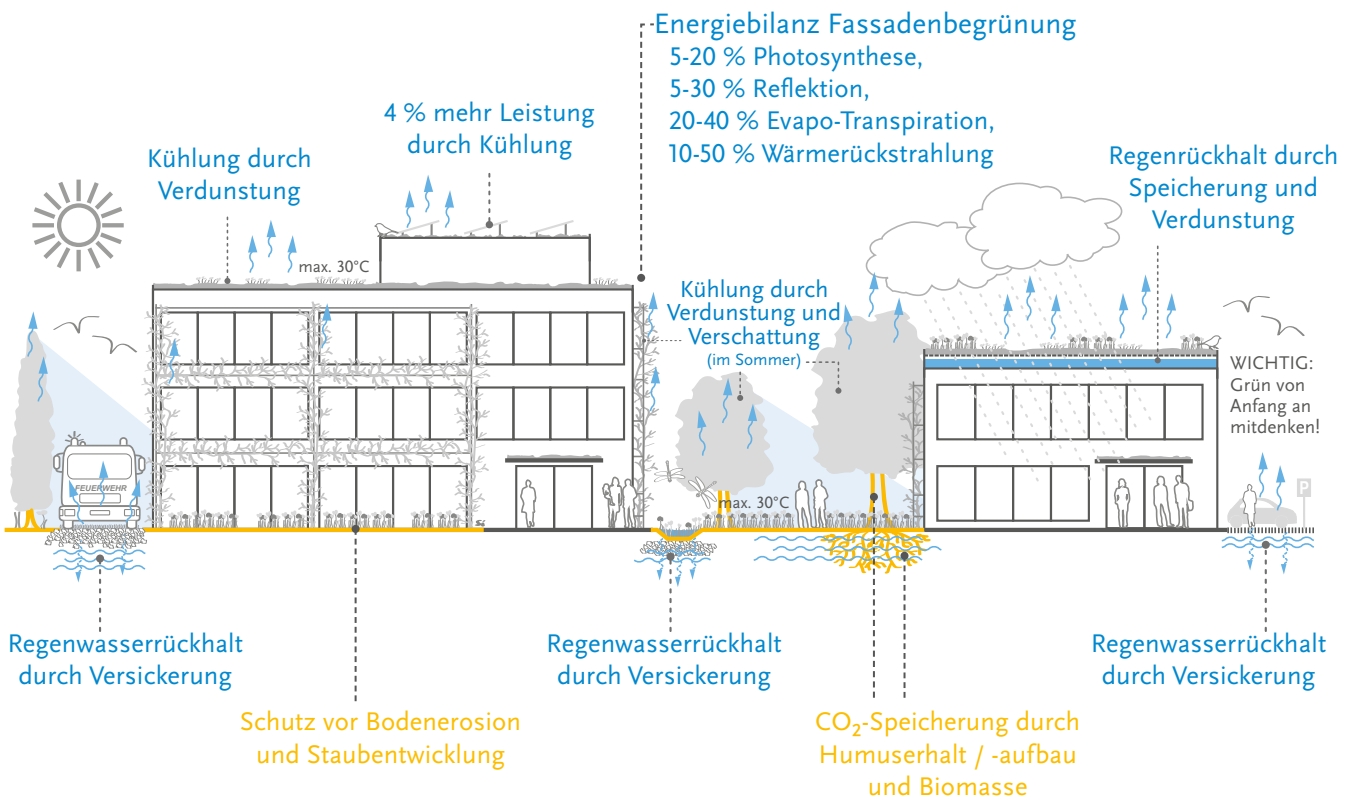 Energiebilanz Fassadenbegrünung
5-20 % Photosynthese,
5-30 % Reflektion,
20-40 % Evapo-Transpiration,
10-50 % Wärmerückstrahlung
4 % mehr Leistung
durch Kühlung
Kühlung durch
Verdunstung
Regenrückhalt durch
Speicherung und
Verdunstung
max. 30°C
Kühlung durch
Verdunstung und
Verschattung
(im Sommer)
WICHTIG:
Grün von
Anfang an
mitdenken!
FEUERWEHR
max. 30°C
P
Regenwasserrückhalt
durch Versickerung
Regenwasserrückhalt
durch Versickerung
Regenwasserrückhalt
durch Versickerung
Schutz vor Bodenerosion
und Staubentwicklung
CO₂-Speicherung durch
Humuserhalt / -aufbau
und Biomasse